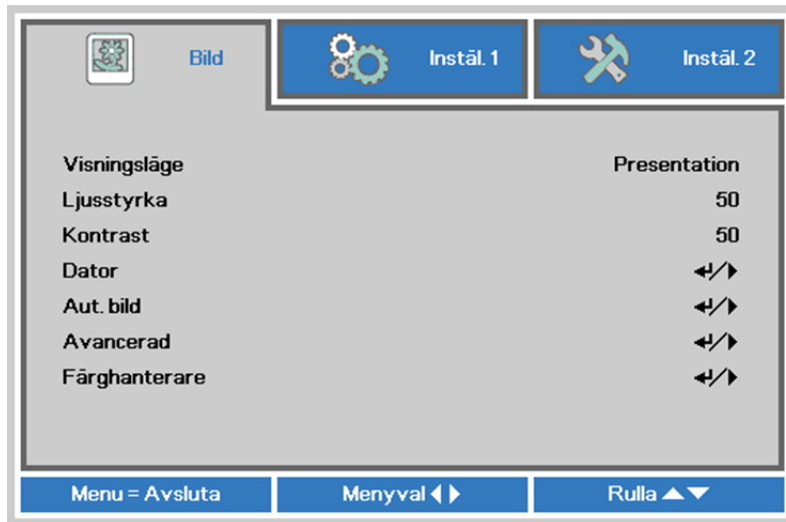 Bild
Instäl. 1
Instäl. 2
Visningsläge Presentation
Ljusstyrka 50
Kontrast 50
Dator
Aut. bild
Avancerad
Färghanterare
Menu = Avsluta
Menyval
Rulla